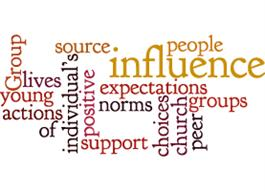 Group
source
people
lives
individual's
influence
young
positive
expectations
actions
norms
choices
church
groups
of
support
peer